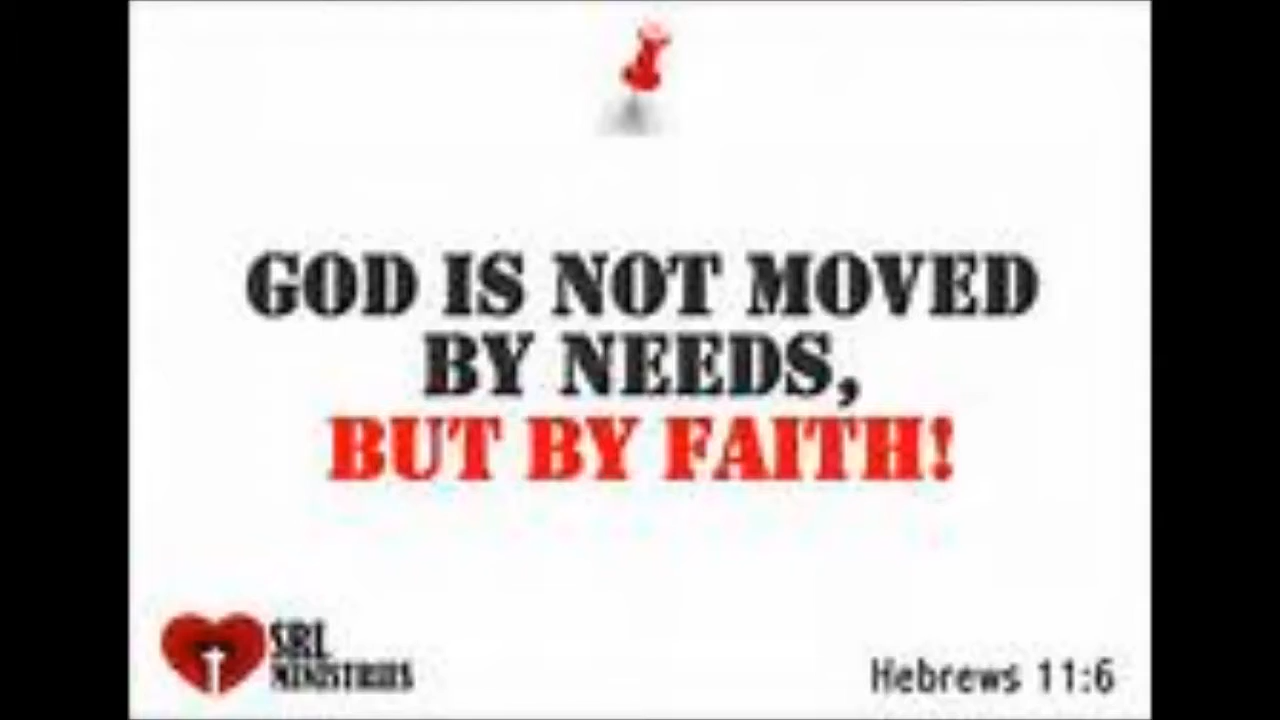 GOD IS NOT MOVED
BY NEEDS,
BUT BY FAITH!
SRL
MINISTRIES
Hebrews 11:6